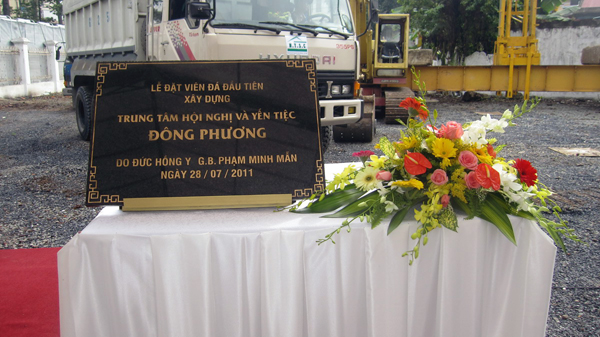 LỄ ĐẶT VIÊN ĐÁ ĐẦU TIÊN
XÂY DỰNG
TRUNG TÂM HỘI NGHỊ VÀ YẾN TIỆC
ĐÔNG PHƯƠNG
DO ĐỨC HỒNG Y G.B. PHẠM MINH MẪN
NGÀY 28 / 07 / 2011
HYUNDAI